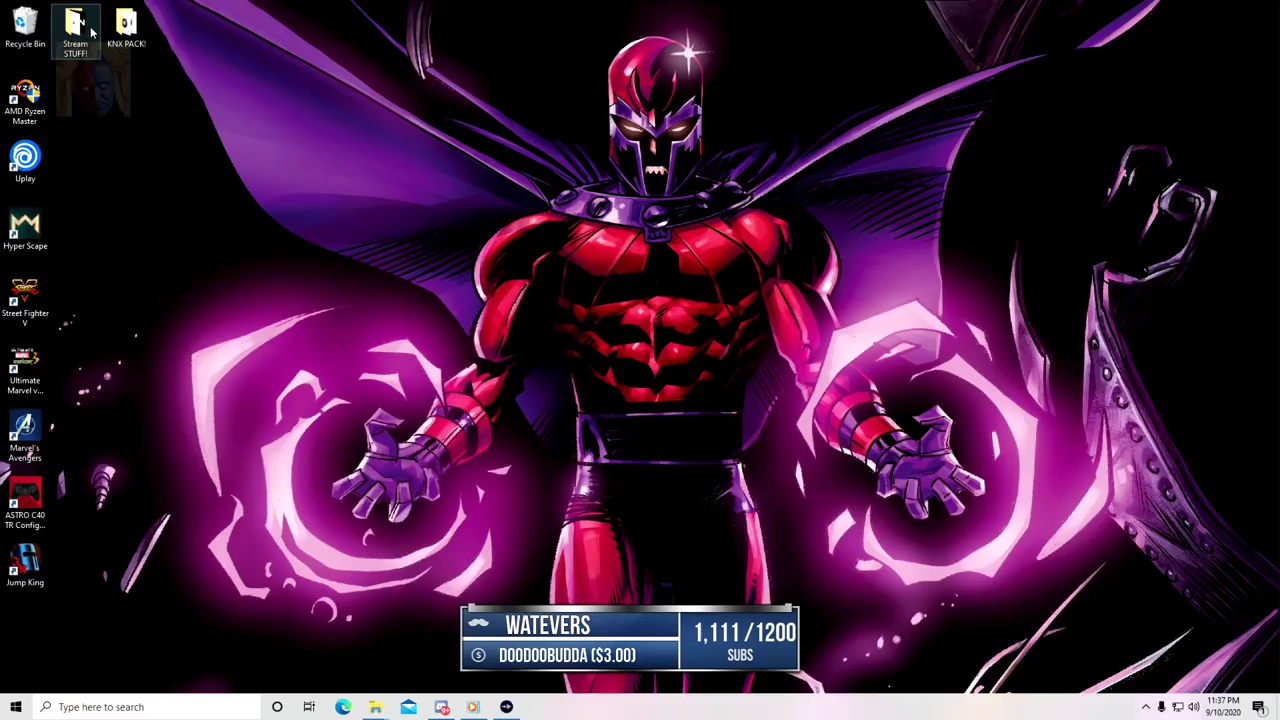 Recycle Bin
Stream
STUFF!
KNX PACK!
RYZEN
AMD Ryzen
Master
Uplay
Hyper Scape
Street Fighter
V
Ultimate
Marvel v...
Marvel's
Avengers
ASTRO C40
TR Config...
Jump King
WATEVERS
DOODOOBUDDA ($3.00)
1,111 /1200
SUBS
Type here to search
11:37 PM
9/10/2020